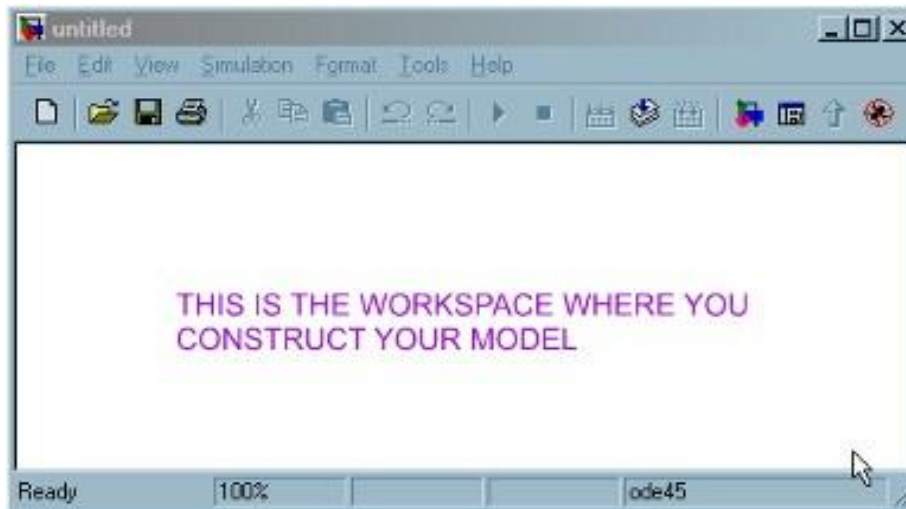 untitled
File Edit View Simulation Format Tools Help
THIS IS THE WORKSPACE WHERE YOU
CONSTRUCT YOUR MODEL
Ready 100% ode45